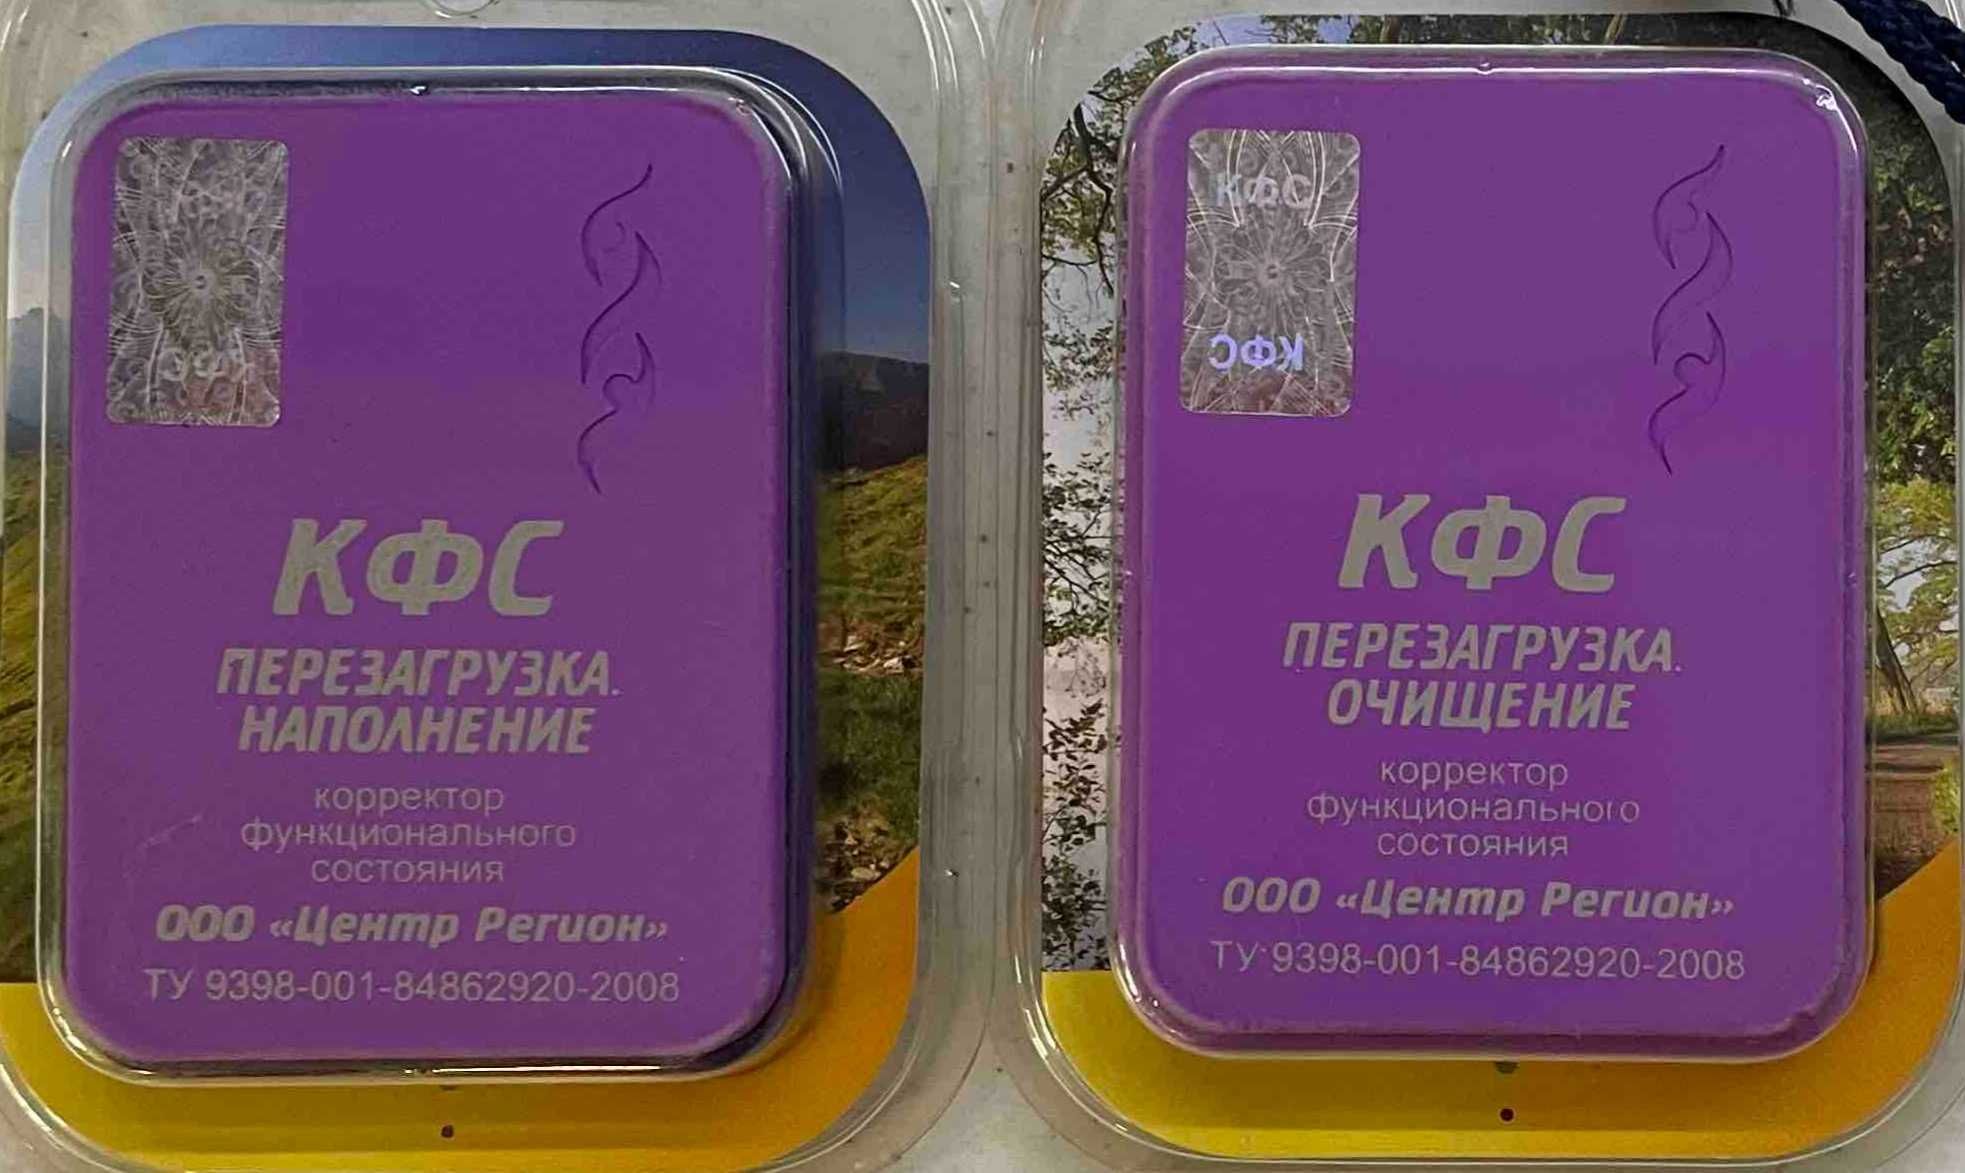 КФС
ПЕРЕЗАГРУЗКА.
НАПОЛНЕНИЕ
корректор
функционального
состояния
ООО «Центр Регион»
ТУ 9398-001-84862920-2008
КФС
КФС
КФС
ПЕРЕЗАГРУЗКА.
ОЧИЩЕНИЕ
корректор
функционального
состояния
ООО «Центр Регион»
ТУ 9398-001-84862920-2008